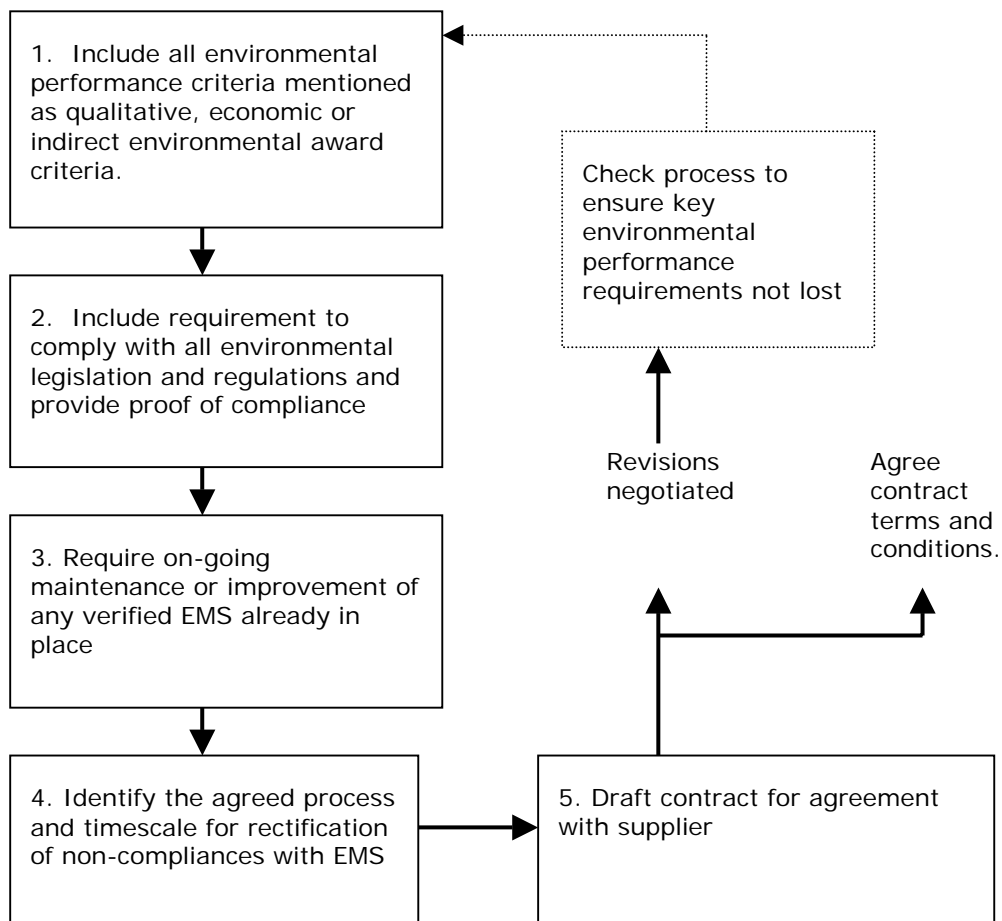 1. Include all environmental
performance criteria mentioned
as qualitative, economic or
indirect environmental award
criteria.
2. Include requirement to
comply with all environmental
legislation and regulations and
provide proof of compliance
3. Require on-going
maintenance or improvement of
any verified EMS already in
place
4. Identify the agreed process
and timescale for rectification
of non-compliances with EMS
5. Draft contract for agreement
with supplier
Revisions
negotiated
Agree
contract
terms and
conditions.
Check process to
ensure key
environmental
performance
requirements not lost